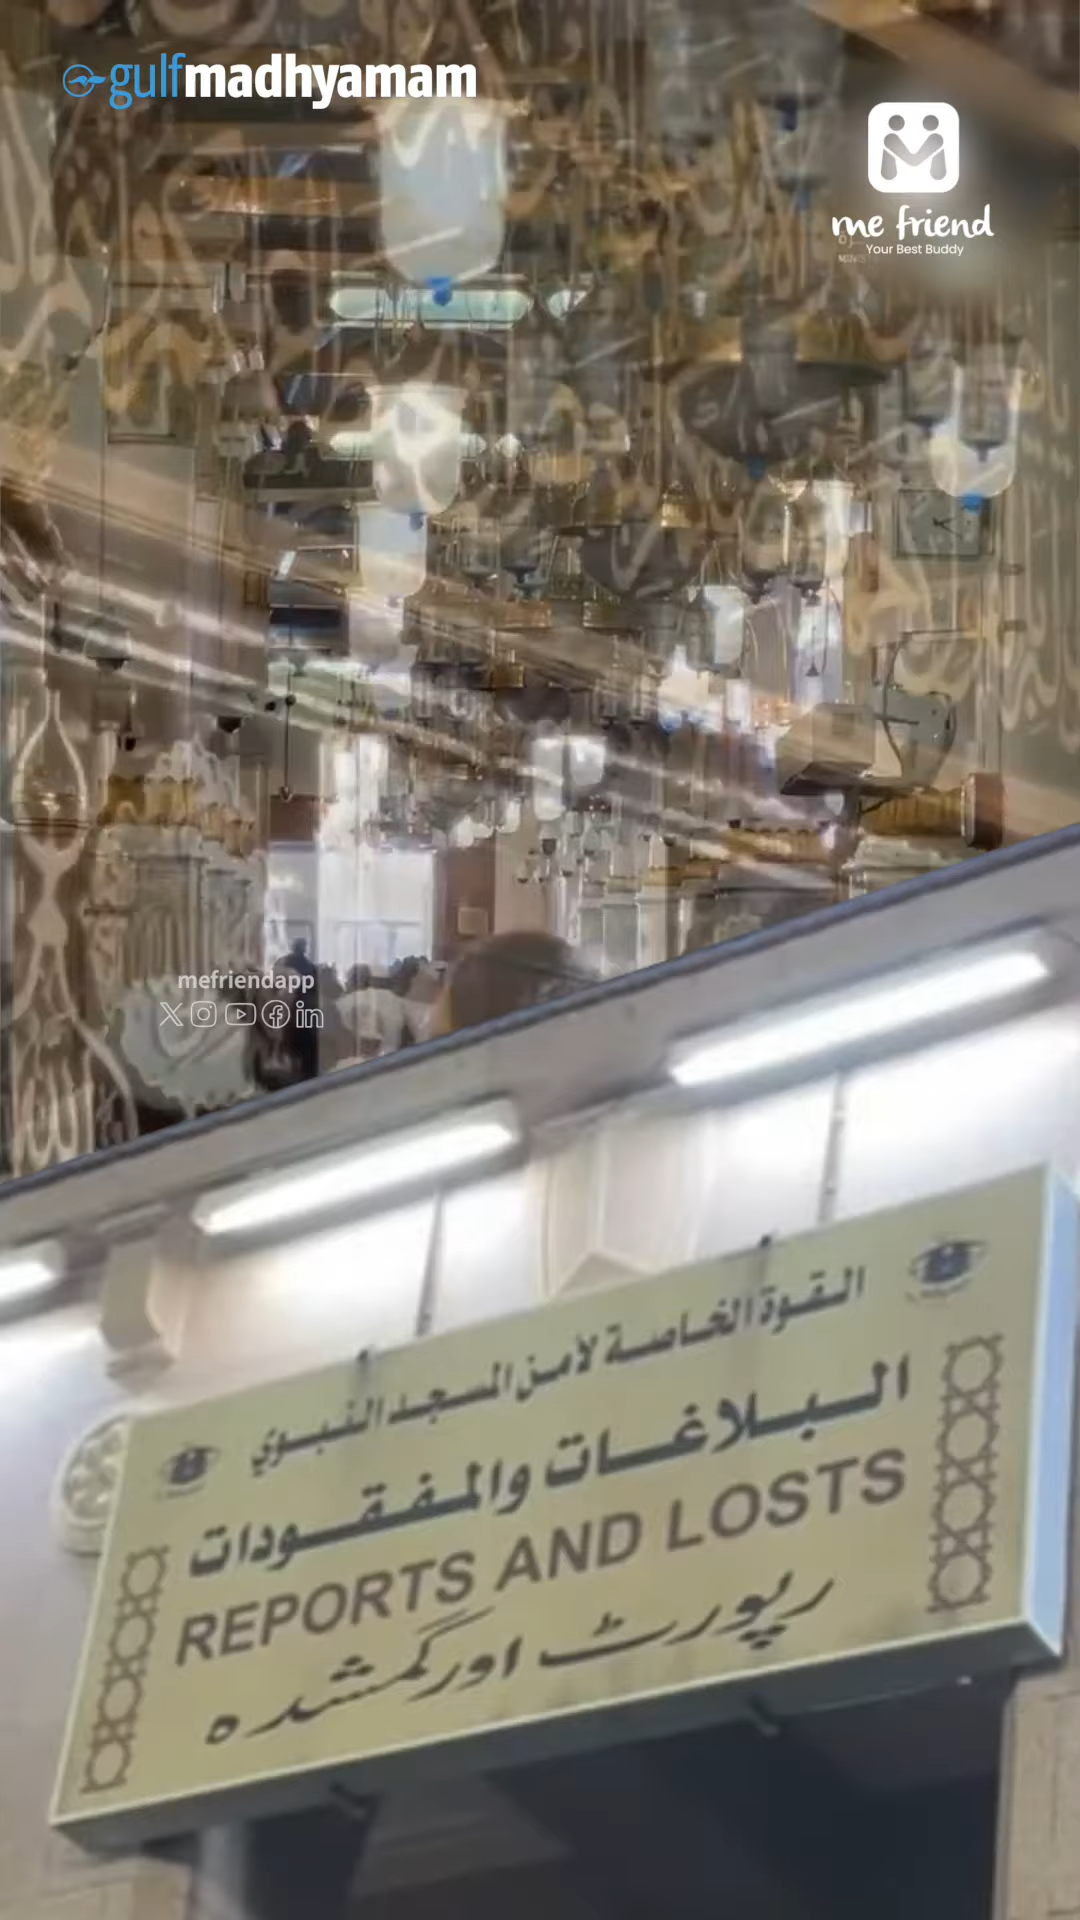 gulfmadhyamam
me friend
Your Best Buddy
mefriendapp
القوة الخاصة لأمن المسجد النبوي
البلاغات والمفقودات
REPORTS AND LOSTS
رپورٹ اور گمشدہ